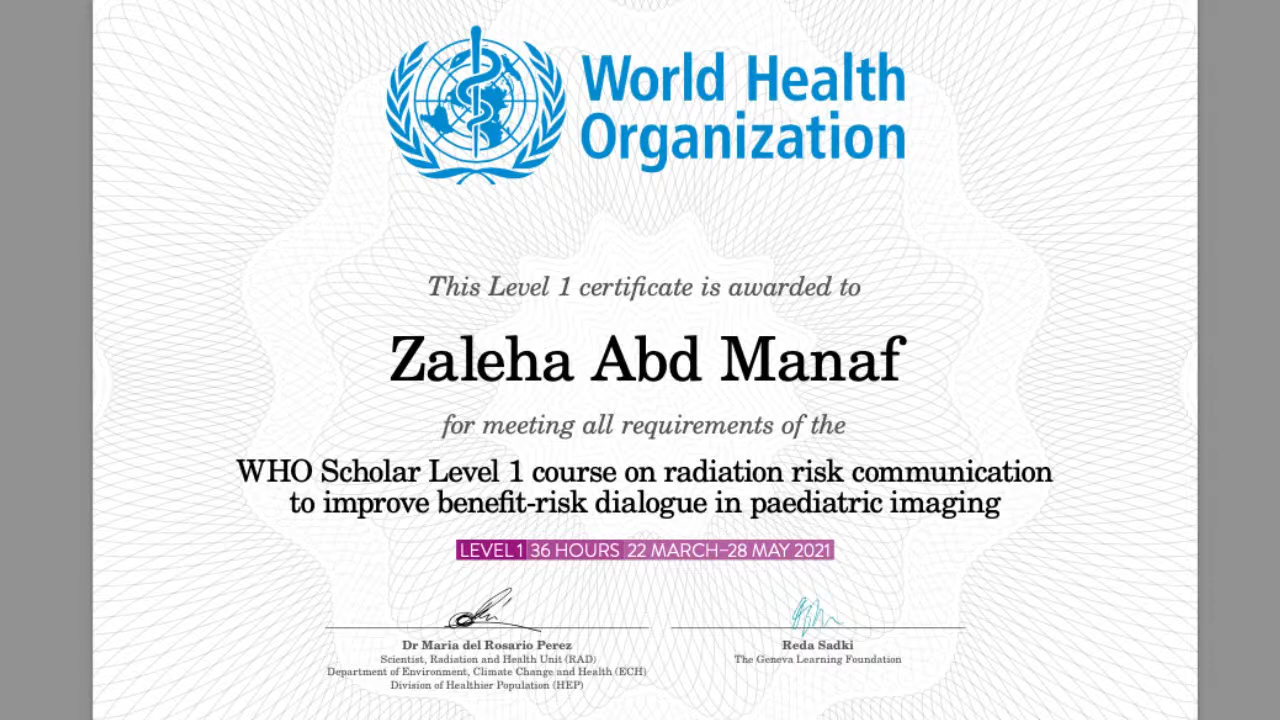 World Health
Organization
This Level 1 certificate is awarded to
Zaleha Abd Manaf
for meeting all requirements of the
WHO Scholar Level 1 course on radiation risk communication
to improve benefit-risk dialogue in paediatric imaging
LEVEL 1 36 HOURS 22 MARCH–28 MAY 2021
Dr Maria del Rosario Perez
Scientist, Radiation and Health Unit (RAD)
Department of Environment, Climate Change and Health (ECH)
Division of Healthier Population (HEP)
Reda Sadki
The Geneva Learning Foundation